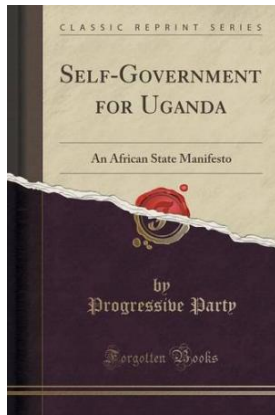 CLASSIC REPRINT SERIES
SELF-GOVERNMENT
FOR UGANDA
An African State Manifesto
by
Progressive Party
Forgotten Books